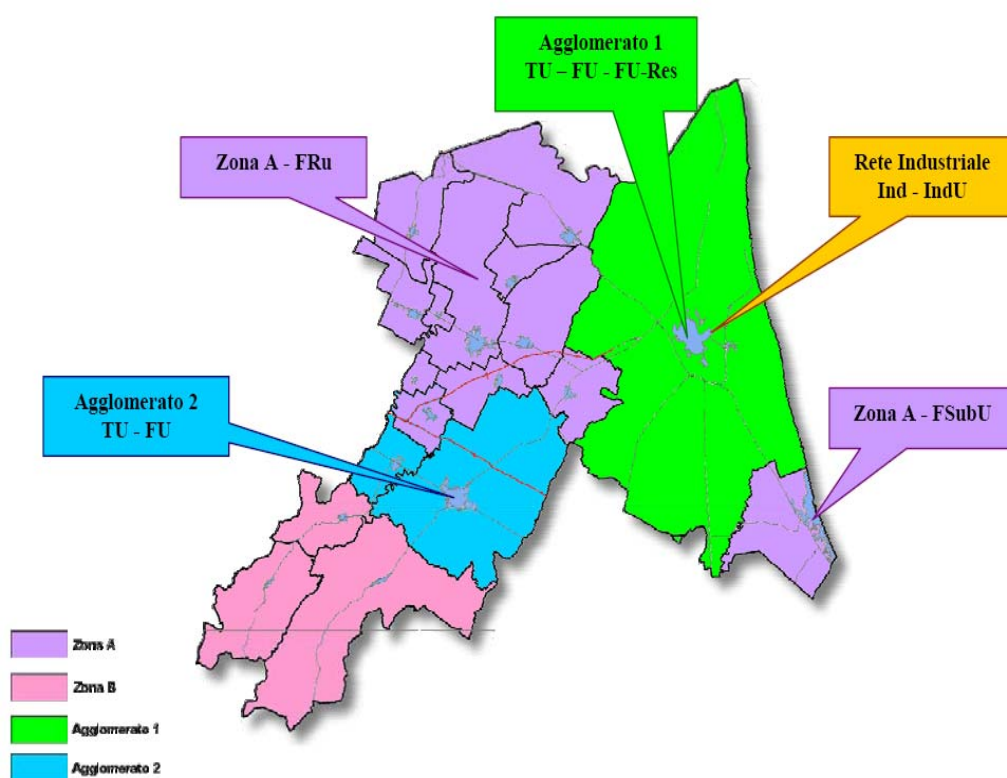 Agglomerato 1
TU – FU - FU-Res
Zona A - FRu
Rete Industriale
Ind - IndU
Agglomerato 2
TU - FU
Zona A - FSubU
Zona A
Zona B
Agglomerato 1
Agglomerato 2